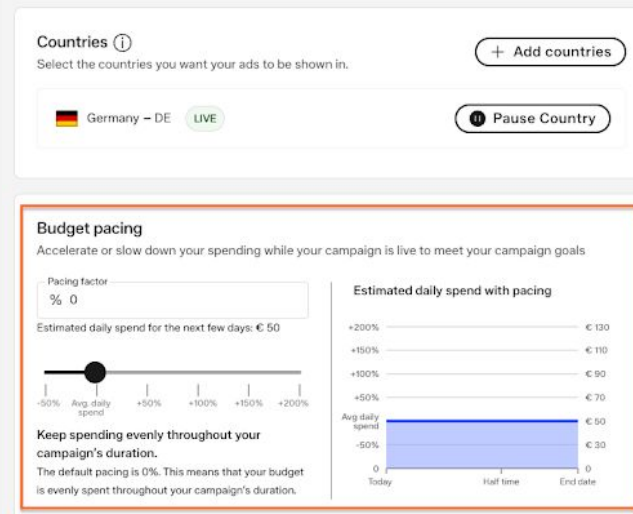 Countries
+ Add countries
Select the countries you want your ads to be shown in.
Germany – DE LIVE
Pause Country
Budget pacing
Accelerate or slow down your spending while your campaign is live to meet your campaign goals
Pacing factor
% 0
Estimated daily spend for the next few days: € 50
-50%
Avg. daily
spend
+50%
+100%
+150%
+200%
Keep spending evenly throughout your
campaign's duration.
The default pacing is 0%. This means that your budget
is evenly spent throughout your campaign's duration.
Estimated daily spend with pacing
+200% € 130
+150% € 110
+100% € 90
+50% € 70
Avg daily
spend € 50
-50% € 30
0 0
Today Half time End date